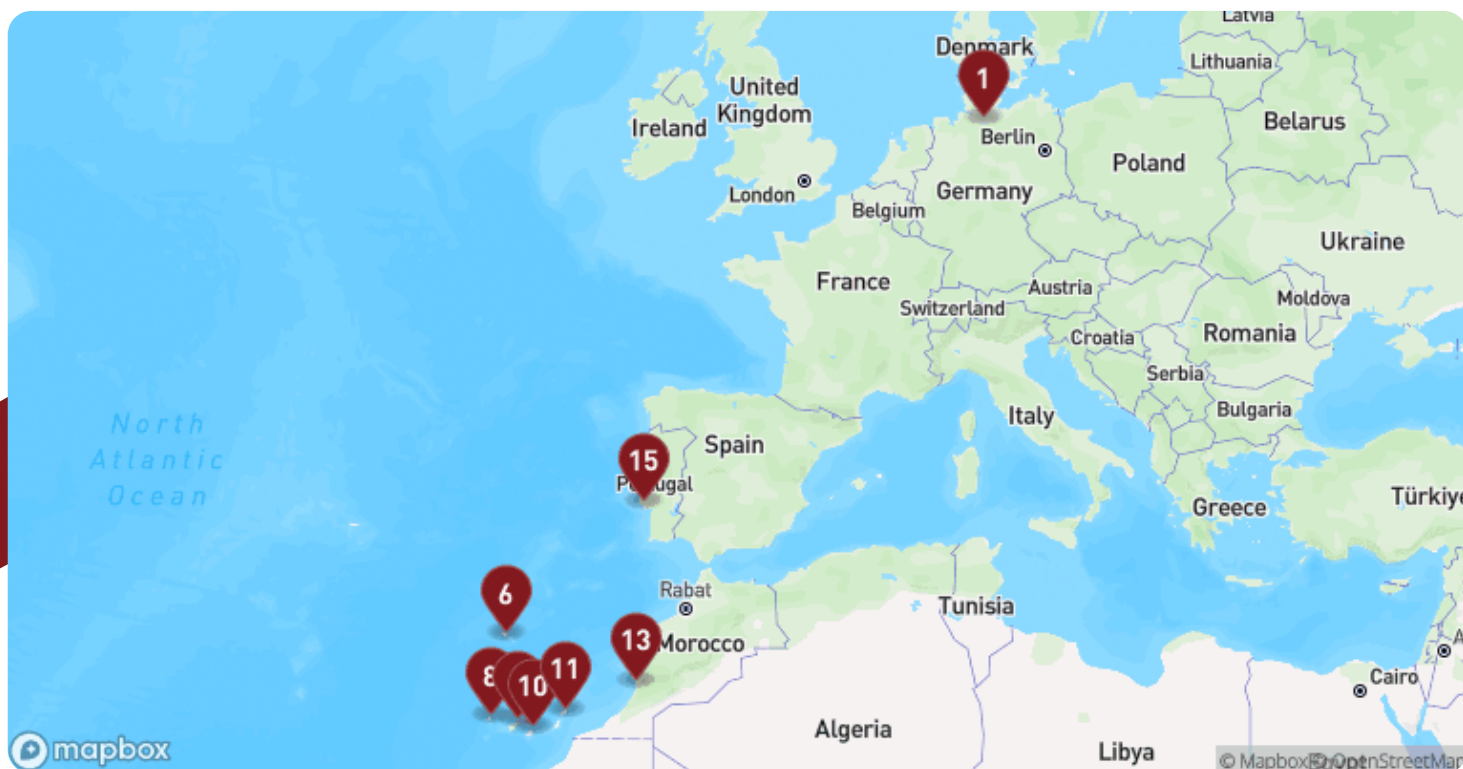 Latvia
Denmark
Lithuania
1
United
Kingdom
Ireland
Belarus
Berlin
Poland
London
Germany
Belgium
Ukraine
France
Austria
Moldova
Switzerland
Romania
Croatia
Serbia
Italy
Bulgaria
North
Atlantic
Ocean
Spain
15
Portugal
Greece
Türkiye
6
Rabat
Tunisia
13
Morocco
8
10
11
Cairo
Algeria
Libya
mapbox
© Mapbox © OpenStreetMap